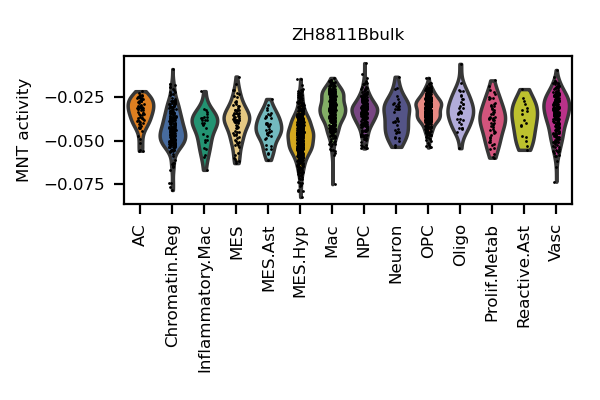 ZH8811Bbulk
MNT activity
−0.025
−0.050
−0.075
AC
Chromatin.Reg
Inflammatory.Mac
MES
MES.Ast
MES.Hyp
Mac
NPC
Neuron
OPC
Oligo
Prolif.Metab
Reactive.Ast
Vasc